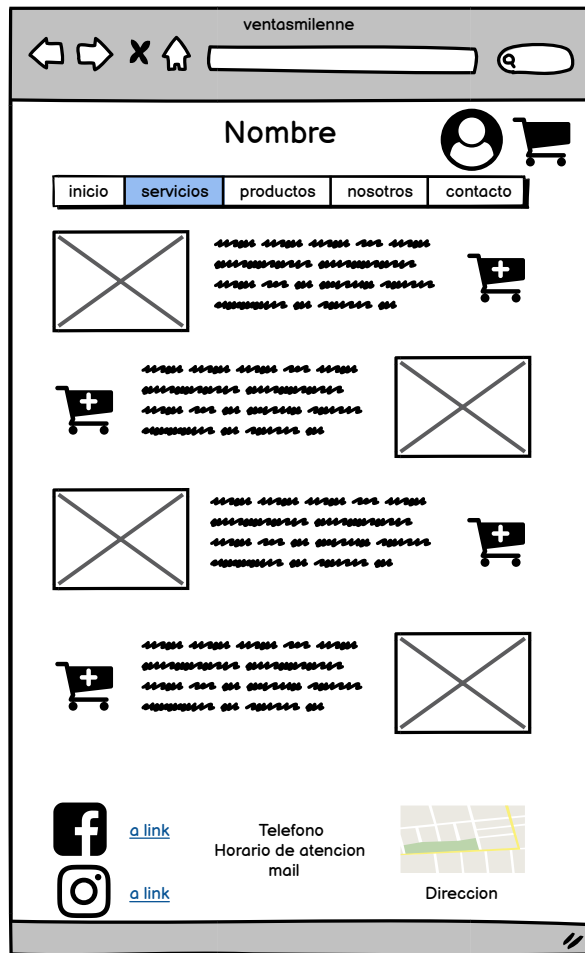 ventasmilenne
Nombre
inicio servicios productos nosotros contacto
a link
Telefono
Horario de atencion
mail
a link
Direccion